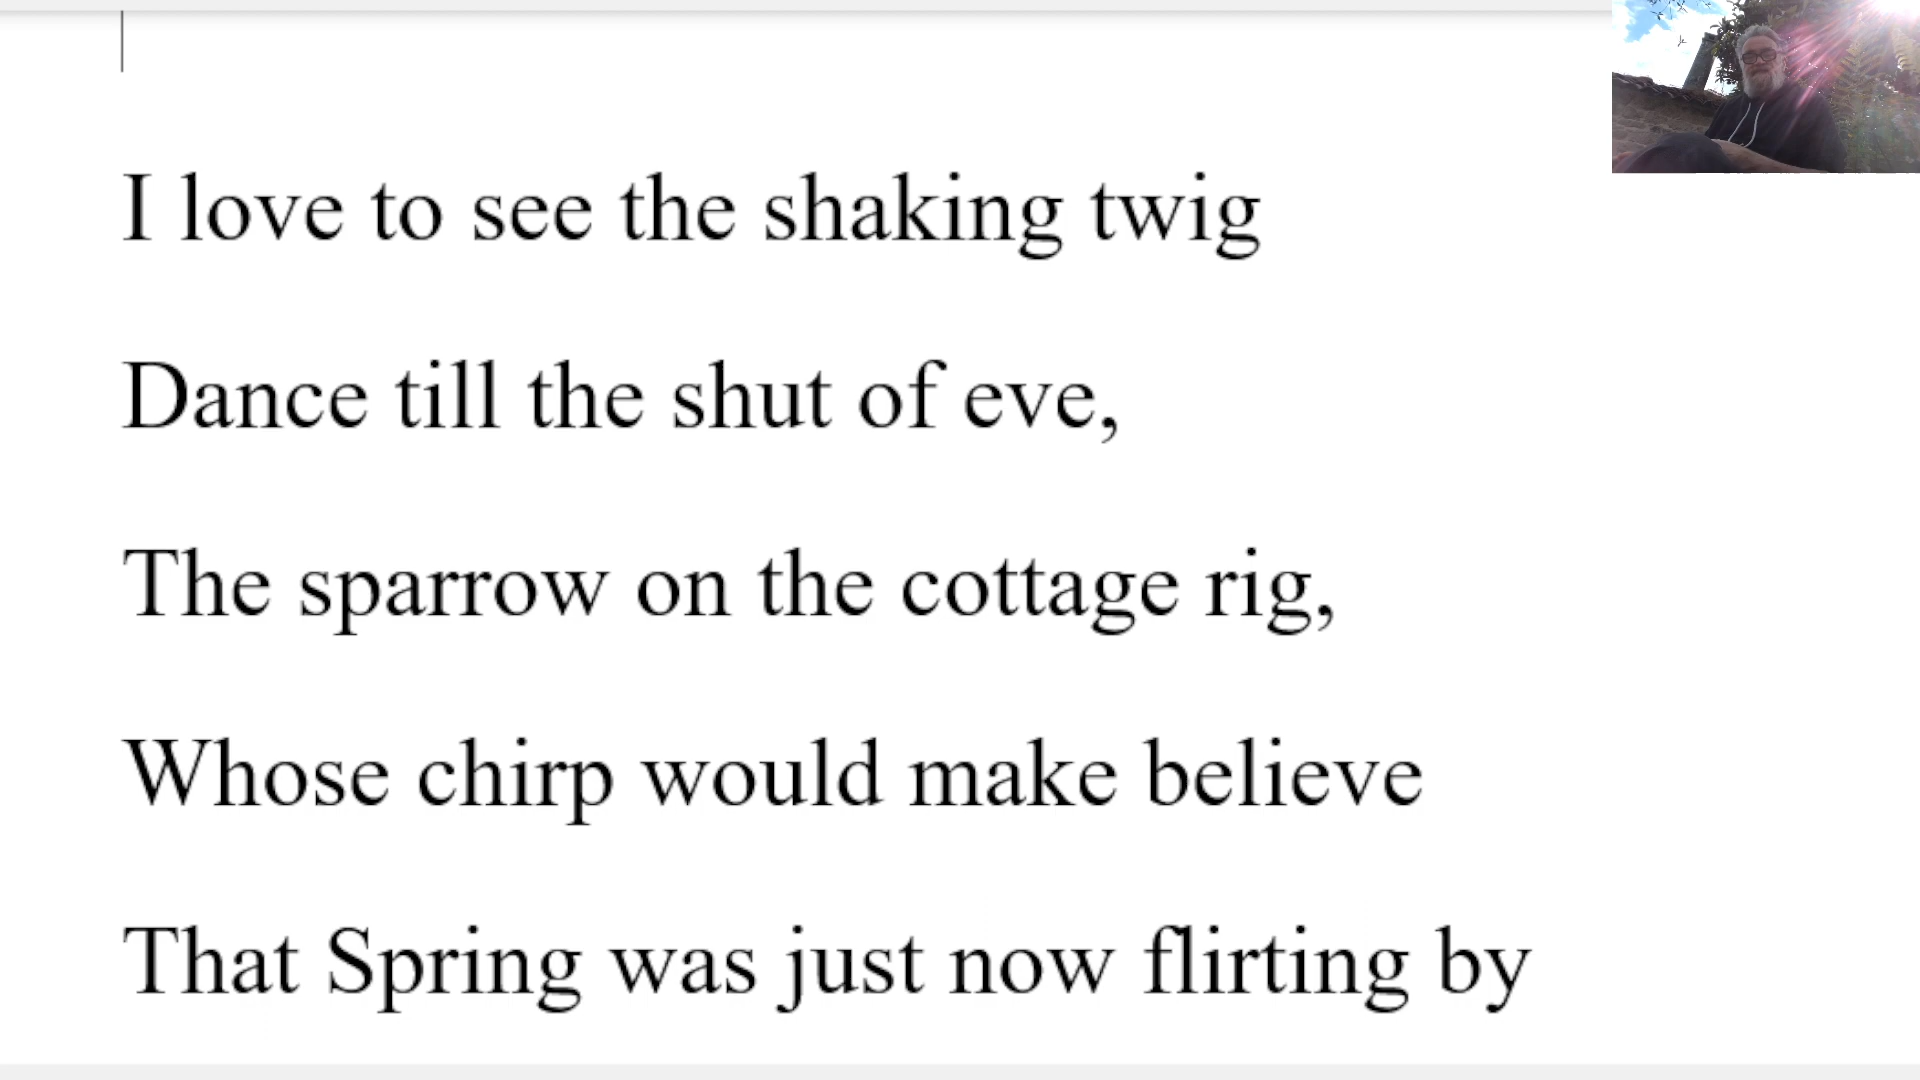 I love to see the shaking twig
Dance till the shut of eve,
The sparrow on the cottage rig,
Whose chirp would make believe
That Spring was just now flirting by